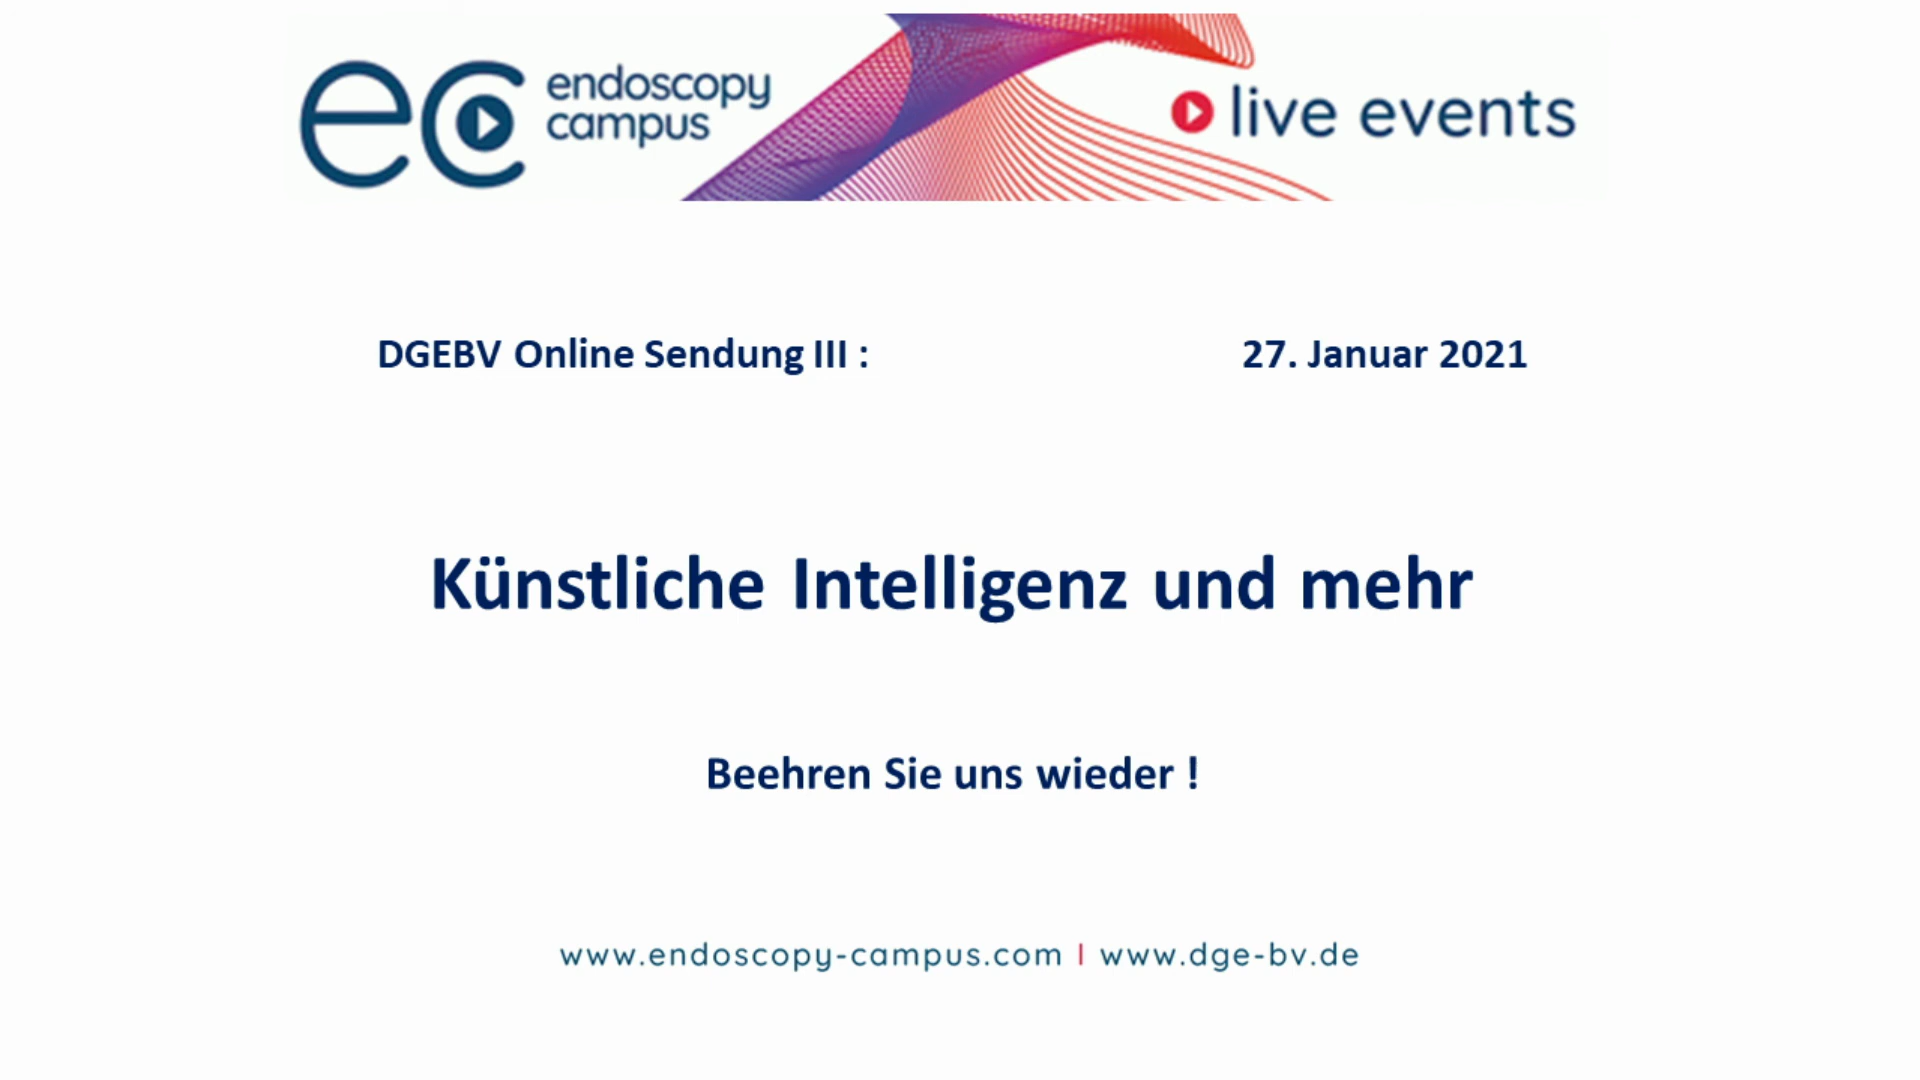 ec endoscopy
campus
live events
DGEBV Online Sendung III : 27. Januar 2021
Künstliche Intelligenz und mehr
Beehren Sie uns wieder !
www.endoscopy-campus.com | www.dge-bv.de